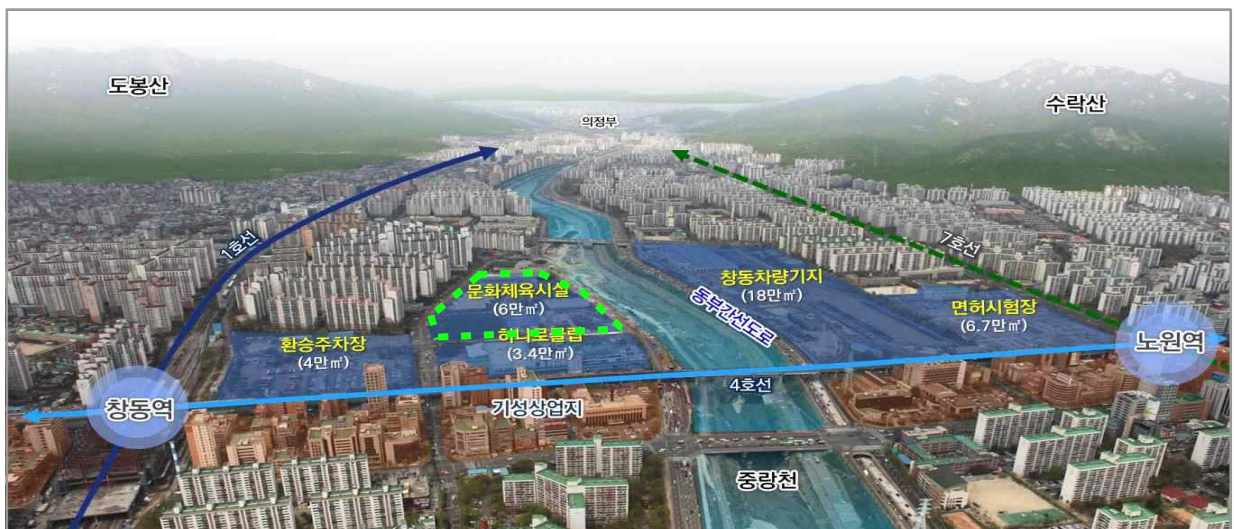 도봉산
수락산
의정부
1호선
7호선
문화체육시설
(6만㎡)
창동차량기지
(18만㎡)
동부간선도로
면허시험장
(6.7만㎡)
환승주차장
(4만㎡)
하나로클럽
(3.4만㎡)
노원역
창동역
4호선
기성상업지
중랑천